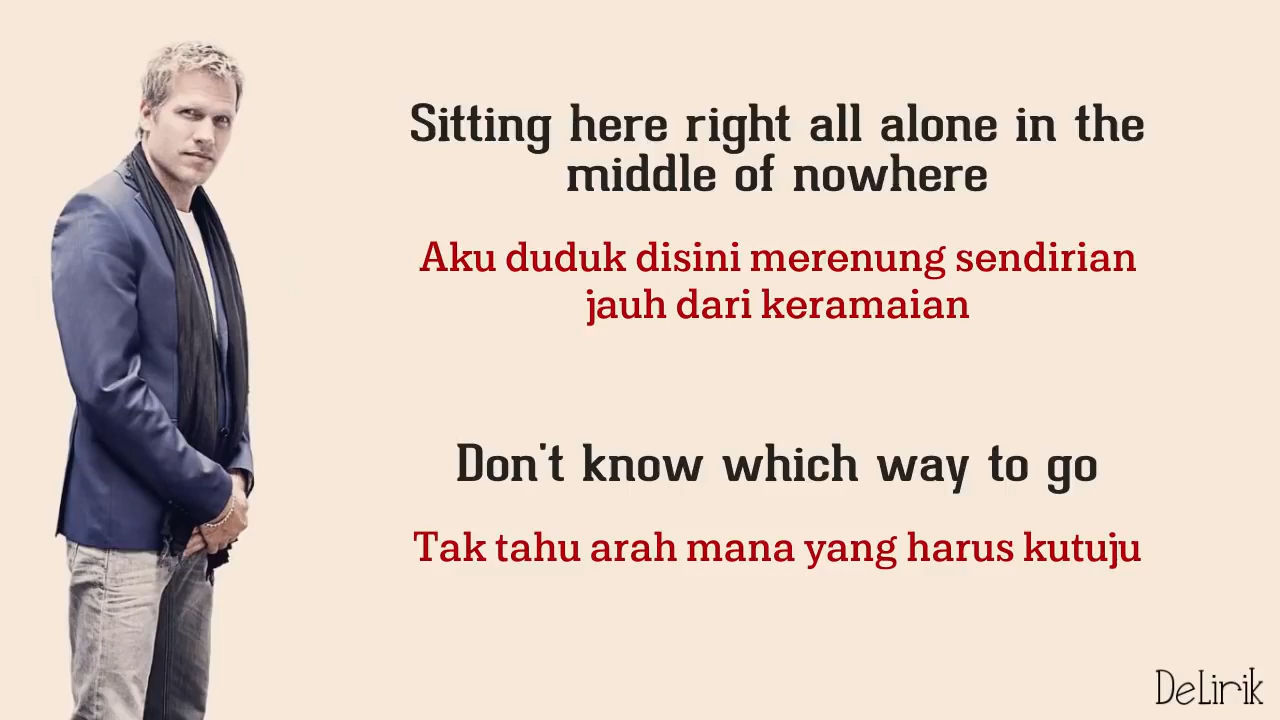 Sitting here right all alone in the
middle of nowhere
Aku duduk disini merenung sendirian
jauh dari keramaian
Don't know which way to go
Tak tahu arah mana yang harus kutuju
DeLirik